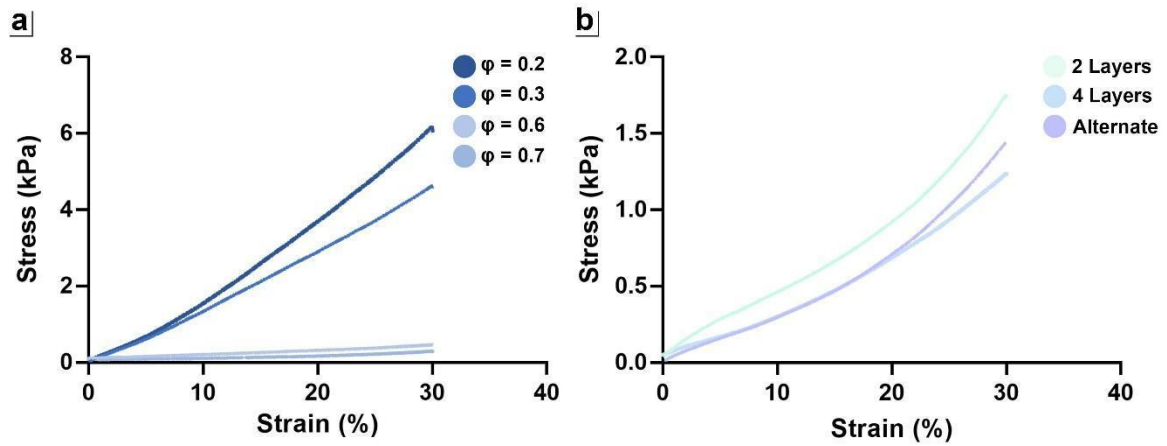 a
8
6
4
2
0
0
10
20
30
40
Stress (kPa)
Strain (%)
φ = 0.2
φ = 0.3
φ = 0.6
φ = 0.7
b
2.0
1.5
1.0
0.5
0.0
0
10
20
30
40
Stress (kPa)
Strain (%)
2 Layers
4 Layers
Alternate